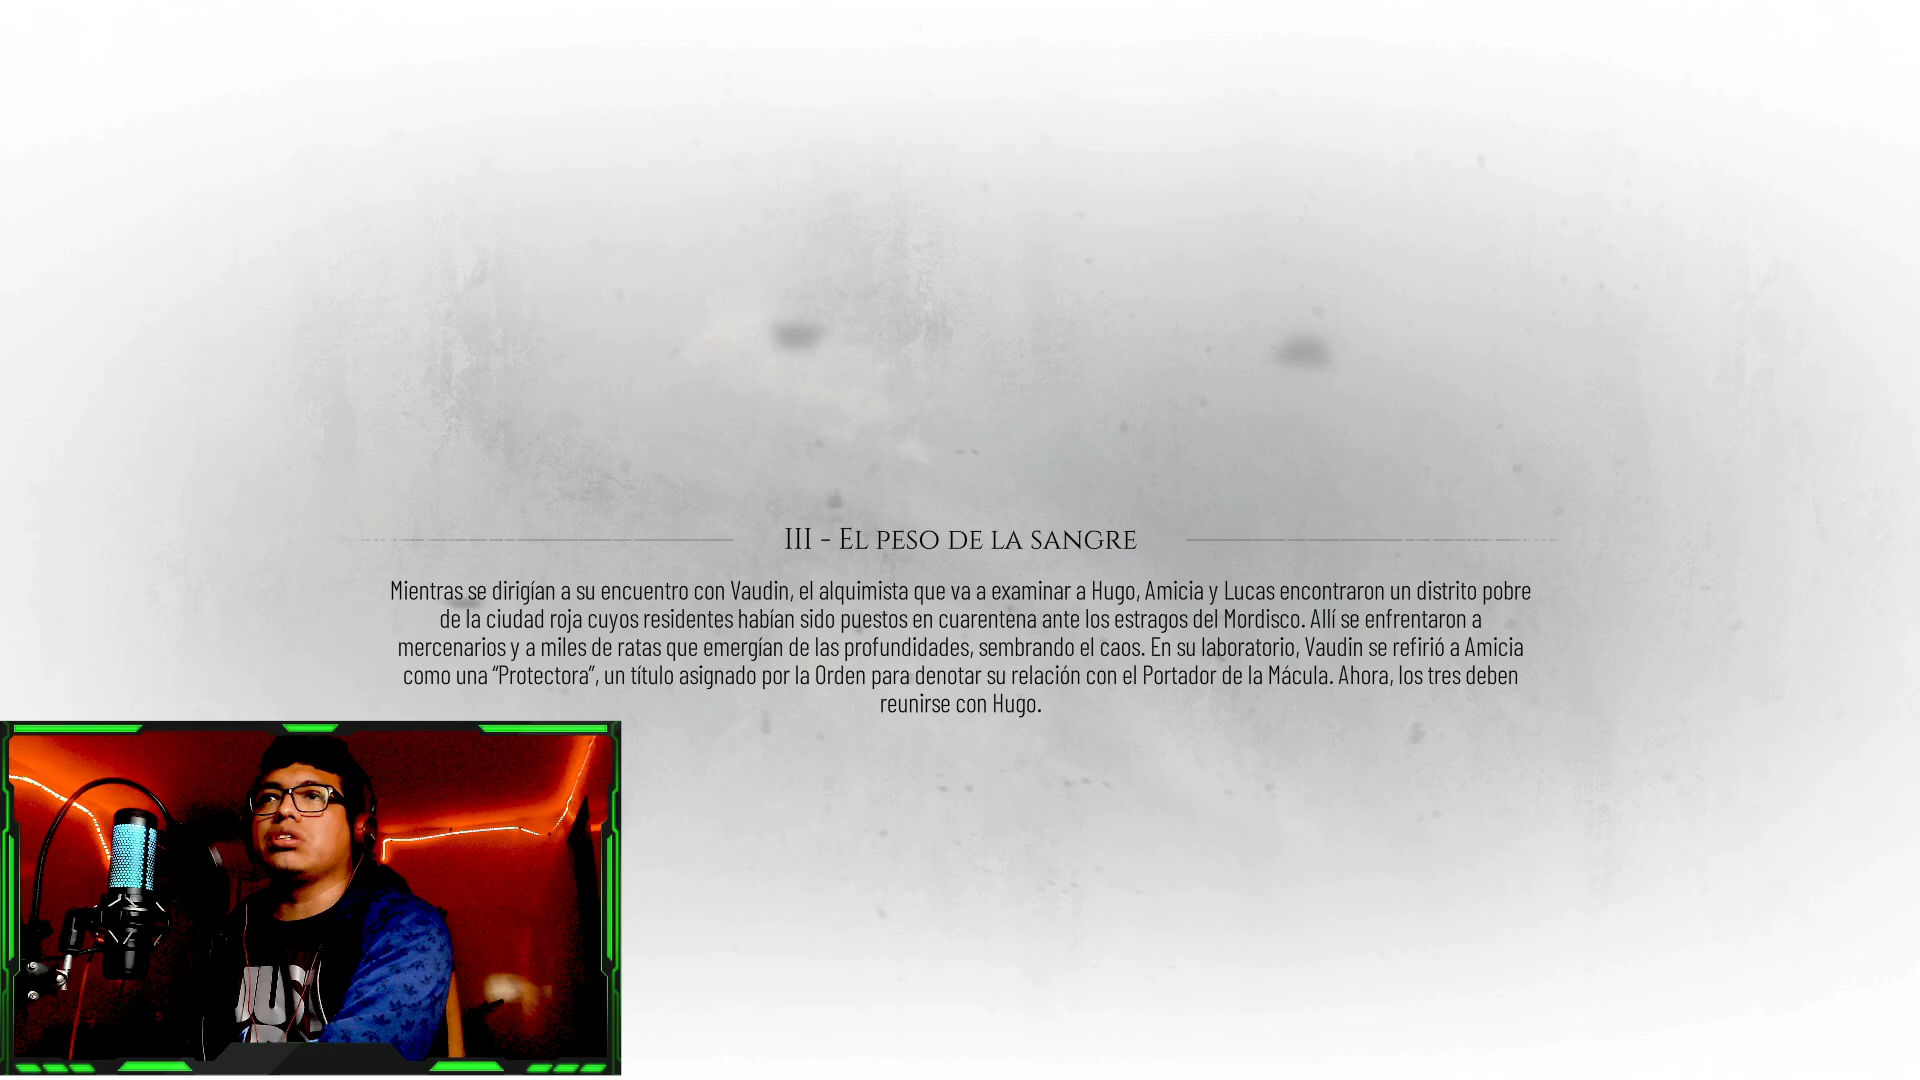 III - El peso de la sangre
Mientras se dirigían a su encuentro con Vaudin, el alquimista que va a examinar a Hugo, Amicia y Lucas encontraron un distrito pobre
de la ciudad roja cuyos residentes habían sido puestos en cuarentena ante los estragos del Mordisco. Allí se enfrentaron a
mercenarios y a miles de ratas que emergían de las profundidades, sembrando el caos. En su laboratorio, Vaudin se refirió a Amicia
como una “Protectora”, un título asignado por la Orden para denotar su relación con el Portador de la Mácula. Ahora, los tres deben
reunirse con Hugo.